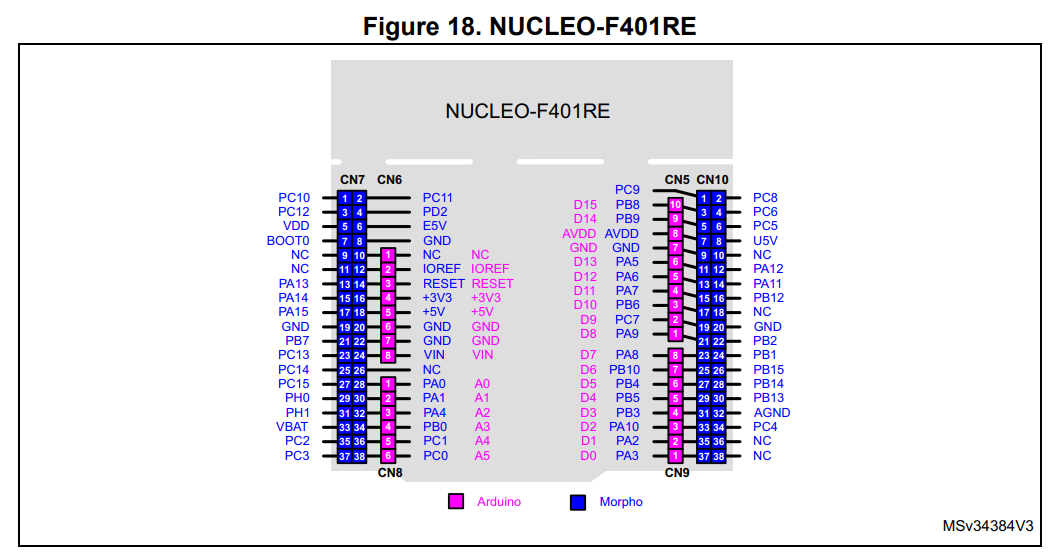 Figure 18. NUCLEO-F401RE
NUCLEO-F401RE
CN7 CN6 CN5 CN10
PC9
PC10 1 2 PC11 1 2 PC8
PC12 3 4 PD2 D15 PB8 10 3 4 PC6
VDD 5 6 E5V D14 PB9 9 5 6 PC5
BOOT0 7 8 GND AVDD AVDD 8 7 8 U5V
NC 9 10 1 NC NC GND GND 7 9 10 NC
NC 11 12 2 IOREF IOREF D13 PA5 6 11 12 PA12
PA13 13 14 3 RESET RESET D12 PA6 5 13 14 PA11
PA14 15 16 4 +3V3 +3V3 D11 PA7 4 15 16 PB12
PA15 17 18 5 +5V +5V D10 PB6 3 17 18 NC
GND 19 20 6 GND GND D9 PC7 2 19 20 GND
PB7 21 22 7 GND GND D8 PA9 1 21 22 PB2
PC13 23 24 8 VIN VIN D7 PA8 8 23 24 PB1
PC14 25 26 NC D6 PB10 7 25 26 PB15
PC15 27 28 1 PA0 A0 D5 PB4 6 27 28 PB14
PH0 29 30 2 PA1 A1 D4 PB5 5 29 30 PB13
PH1 31 32 3 PA4 A2 D3 PB3 4 31 32 AGND
VBAT 33 34 4 PB0 A3 D2 PA10 3 33 34 PC4
PC2 35 36 5 PC1 A4 D1 PA2 2 35 36 NC
PC3 37 38 6 PC0 A5 D0 PA3 1 37 38 NC
CN8 CN9
Arduino Morpho
MSv34384V3